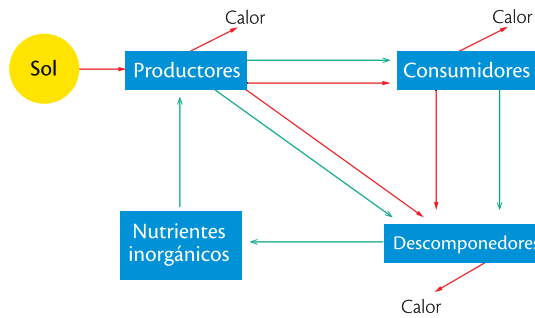 Calor
Calor
Sol
Productores
Consumidores
Nutrientes
inorgánicos
Descomponedores
Calor